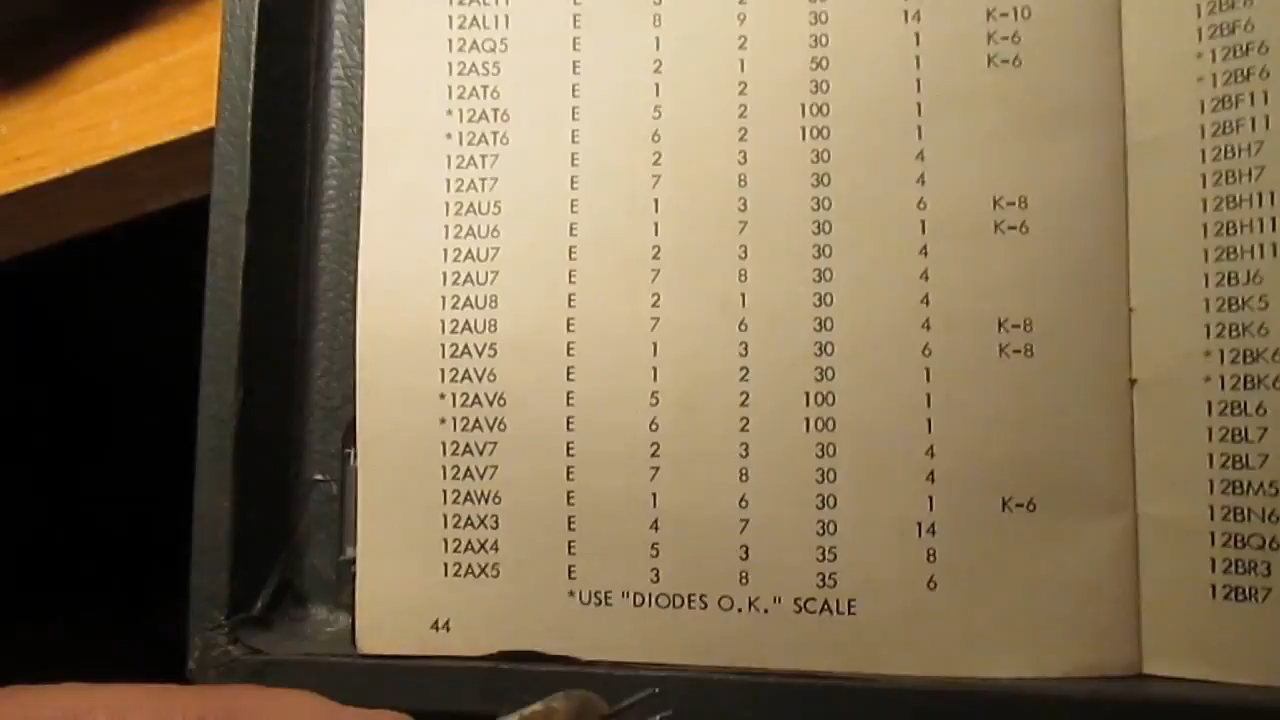 12AL11 E 8 9 30 14 K-10
12AQ5 E 1 2 30 1 K-6
12AS5 E 2 1 50 1 K-6
12AT6 E 1 2 30 1
*12AT6 E 5 2 100 1
*12AT6 E 6 2 100 1
12AT7 E 2 3 30 4
12AT7 E 7 8 30 4
12AU5 E 1 3 30 6 K-8
12AU6 E 1 7 30 1 K-6
12AU7 E 2 3 30 4
12AU7 E 7 8 30 4
12AU8 E 2 1 30 4
12AU8 E 7 6 30 4 K-8
12AV5 E 1 3 30 6 K-8
12AV6 E 1 2 30 1
*12AV6 E 5 2 100 1
*12AV6 E 6 2 100 1
12AV7 E 2 3 30 4
12AV7 E 7 8 30 4
12AW6 E 1 6 30 1 K-6
12AX3 E 4 7 30 14
12AX4 E 5 3 35 8
12AX5 E 3 8 35 6
*USE "DIODES O.K." SCALE
44
12BF6
*12BF6
*12BF6
12BF11
12BF11
12BH7
12BH7
12BH11
12BH11
12BH11
12BJ6
12BK5
12BK6
*12BK6
*12BK6
12BL6
12BL7
12BL7
12BM5
12BN6
12BQ6
12BR3
12BR7